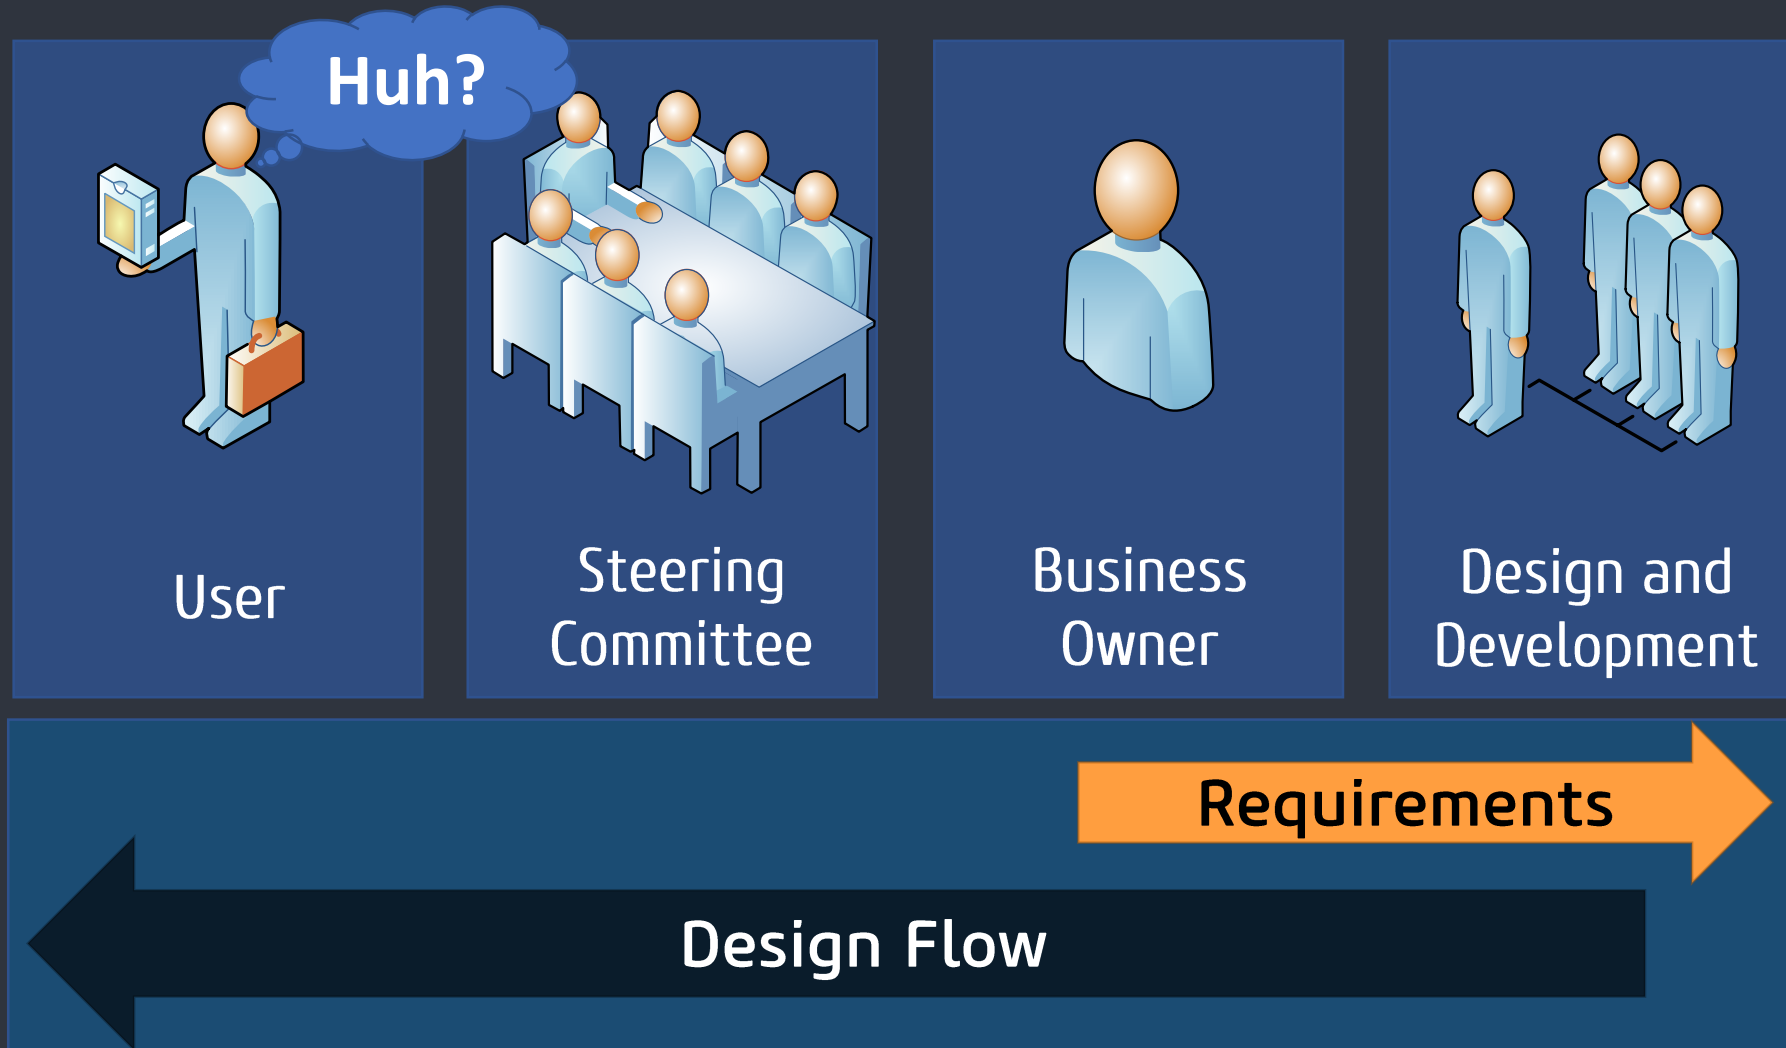 Huh?
User
Steering
Committee
Business
Owner
Design and
Development
Requirements
Design Flow